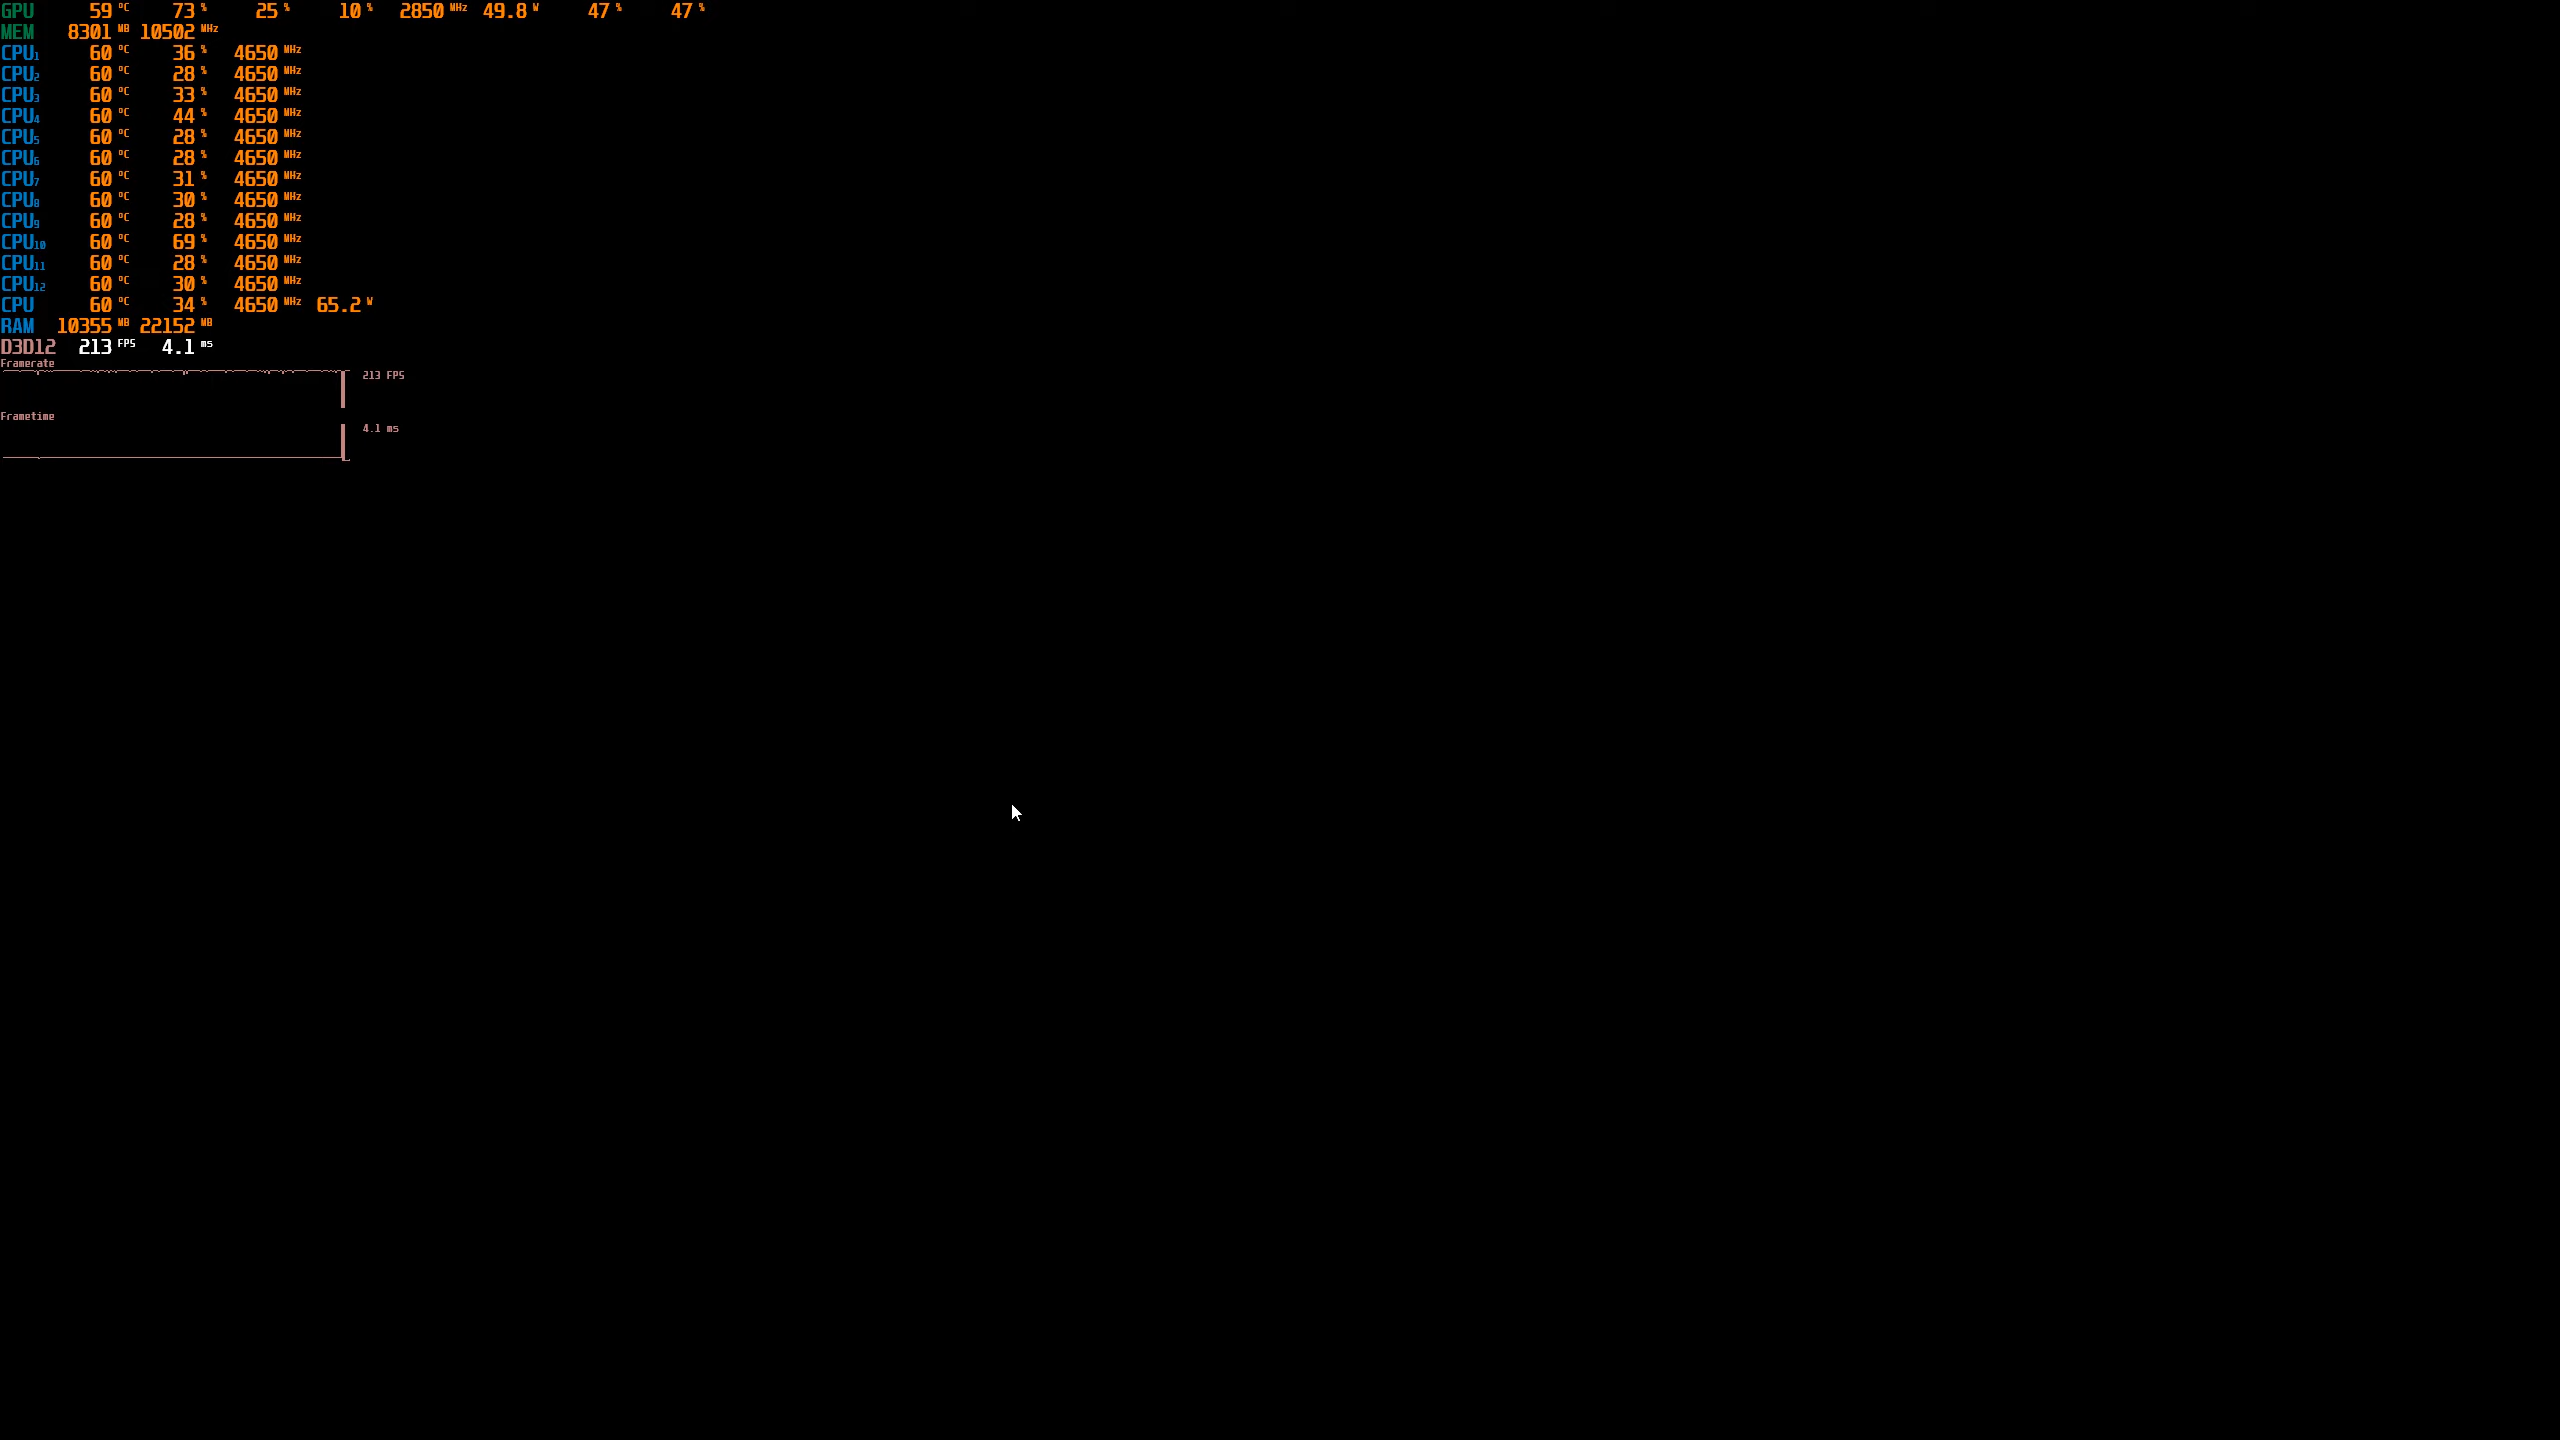 GPU 59 °C 73 % 25 % 10 % 2850 MHz 49.8 W 47 % 47 %
MEM 8301 MB 10502 MHz
CPU1 60 °C 36 % 4650 MHz
CPU2 60 °C 28 % 4650 MHz
CPU3 60 °C 33 % 4650 MHz
CPU4 60 °C 44 % 4650 MHz
CPU5 60 °C 28 % 4650 MHz
CPU6 60 °C 28 % 4650 MHz
CPU7 60 °C 31 % 4650 MHz
CPU8 60 °C 30 % 4650 MHz
CPU9 60 °C 28 % 4650 MHz
CPU10 60 °C 69 % 4650 MHz
CPU11 60 °C 28 % 4650 MHz
CPU12 60 °C 30 % 4650 MHz
CPU 60 °C 34 % 4650 MHz 65.2 W
RAM 10355 MB 22152 MB
D3D12 213 FPS 4.1 ms
Framerate
213 FPS
Frametime
4.1 ms